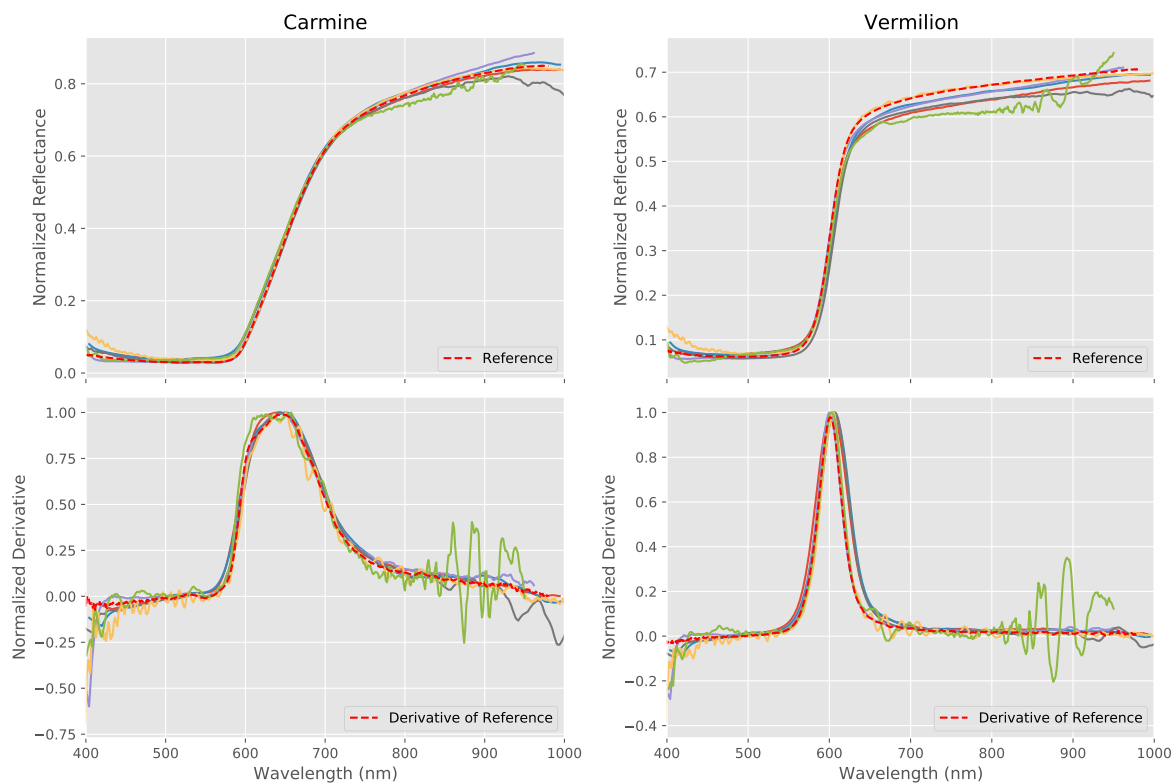 Carmine
Vermilion
Normalized Reflectance
0.8
0.6
0.4
0.2
0.0
Reference
Normalized Reflectance
0.7
0.6
0.5
0.4
0.3
0.2
0.1
Reference
Normalized Derivative
1.00
0.75
0.50
0.25
0.00
−0.25
−0.50
−0.75
Derivative of Reference
400 500 600 700 800 900 1000
Wavelength (nm)
Normalized Derivative
1.0
0.8
0.6
0.4
0.2
0.0
−0.2
−0.4
Derivative of Reference
400 500 600 700 800 900 1000
Wavelength (nm)